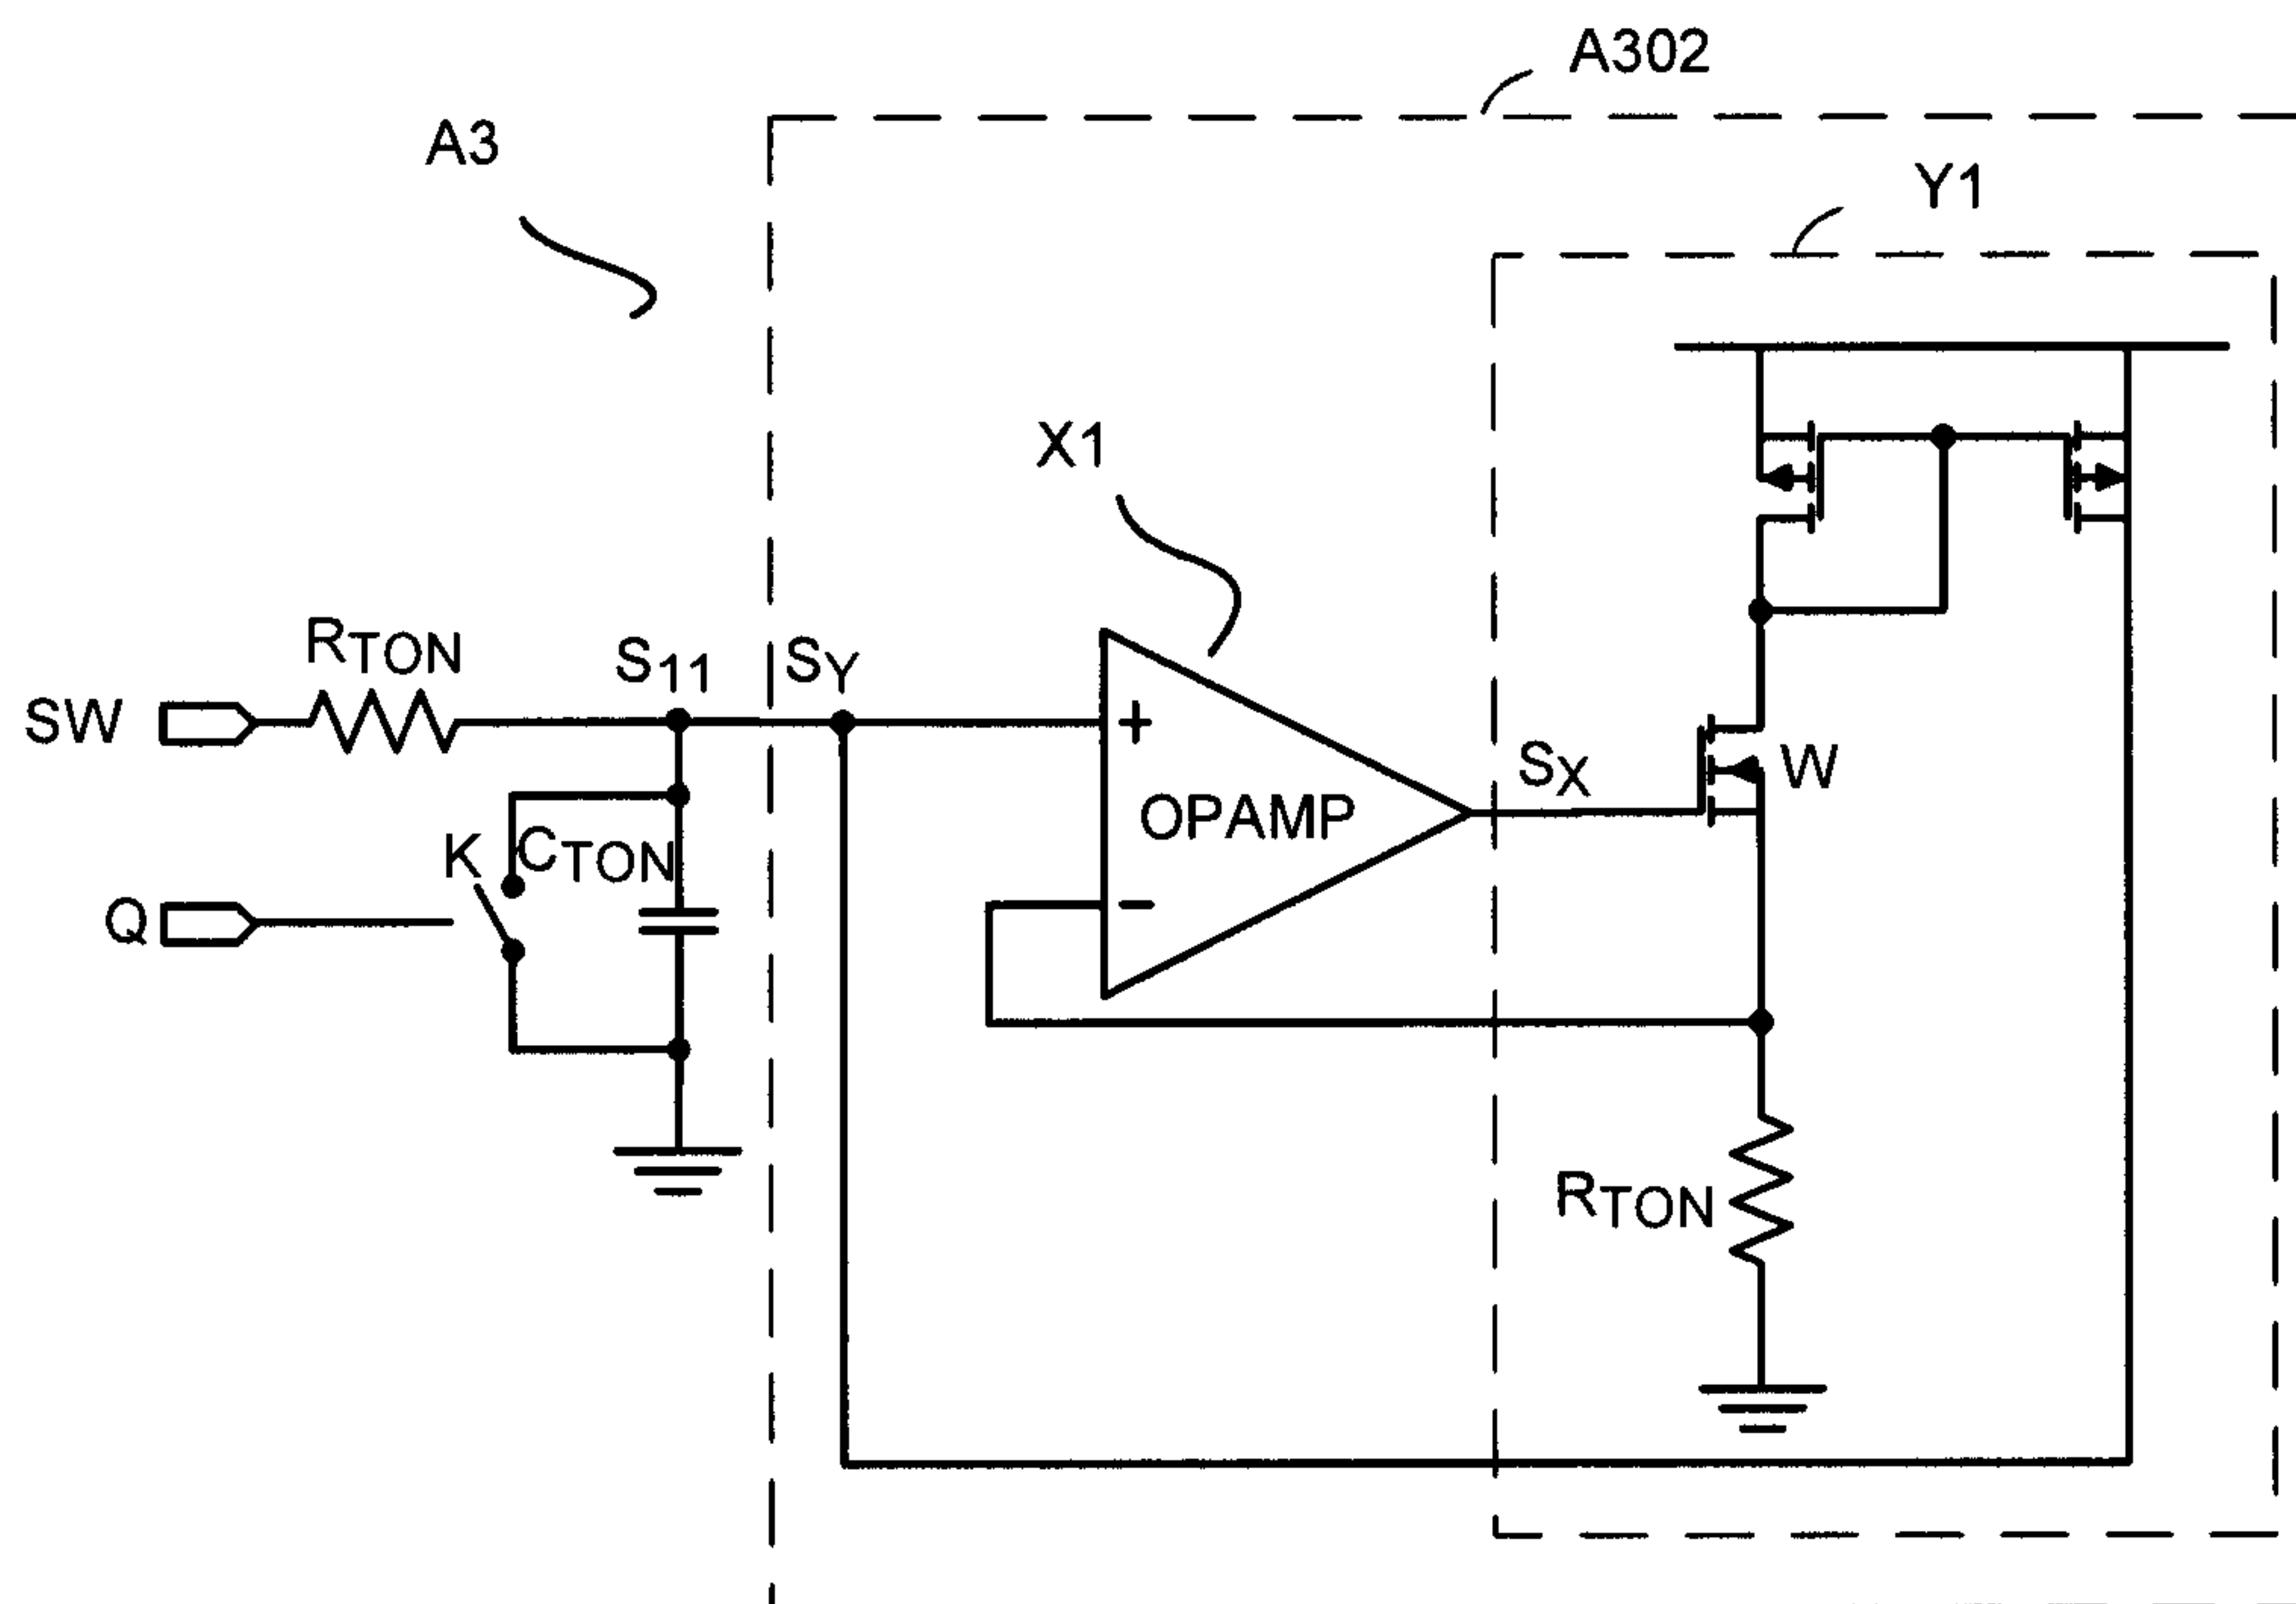 A302
A3
Y1
X1
RTON
S11
SY
SW
+
OPAMP
SX
W
K
CTON
Q
−
RTON